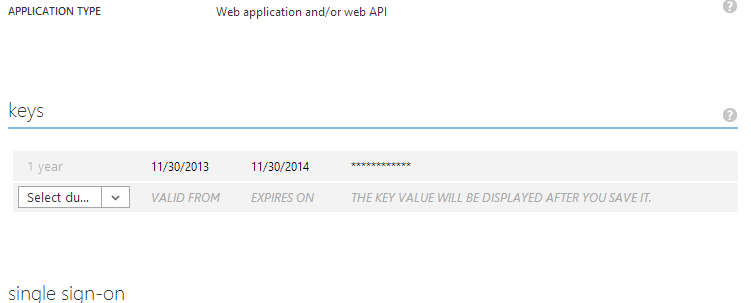 APPLICATION TYPE Web application and/or web API ?
keys ?
1 year 11/30/2013 11/30/2014 ************
Select du... VALID FROM EXPIRES ON THE KEY VALUE WILL BE DISPLAYED AFTER YOU SAVE IT.
single sign-on